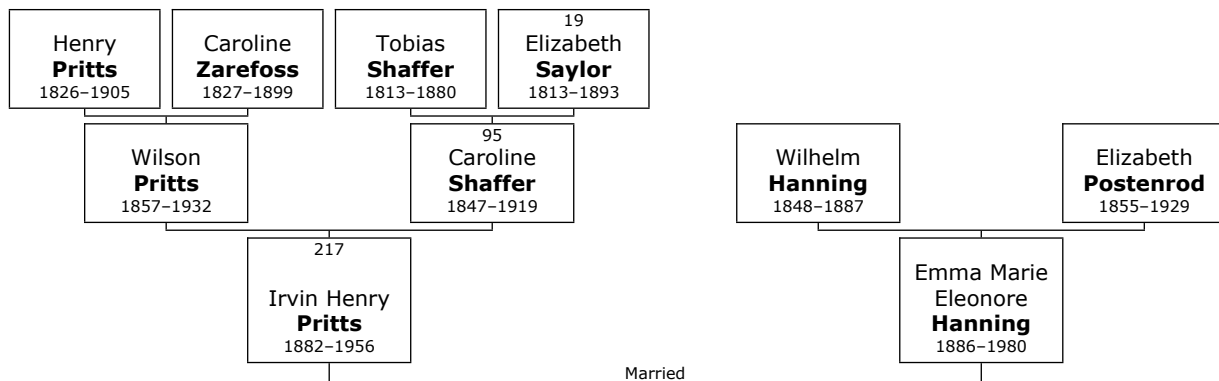 Henry
Pritts
1826–1905
Caroline
Zarefoss
1827–1899
Tobias
Shaffer
1813–1880
19
Elizabeth
Saylor
1813–1893
Wilson
Pritts
1857–1932
95
Caroline
Shaffer
1847–1919
Wilhelm
Hanning
1848–1887
Elizabeth
Postenrod
1855–1929
217
Irvin Henry
Pritts
1882–1956
Emma Marie
Eleonore
Hanning
1886–1980
Married